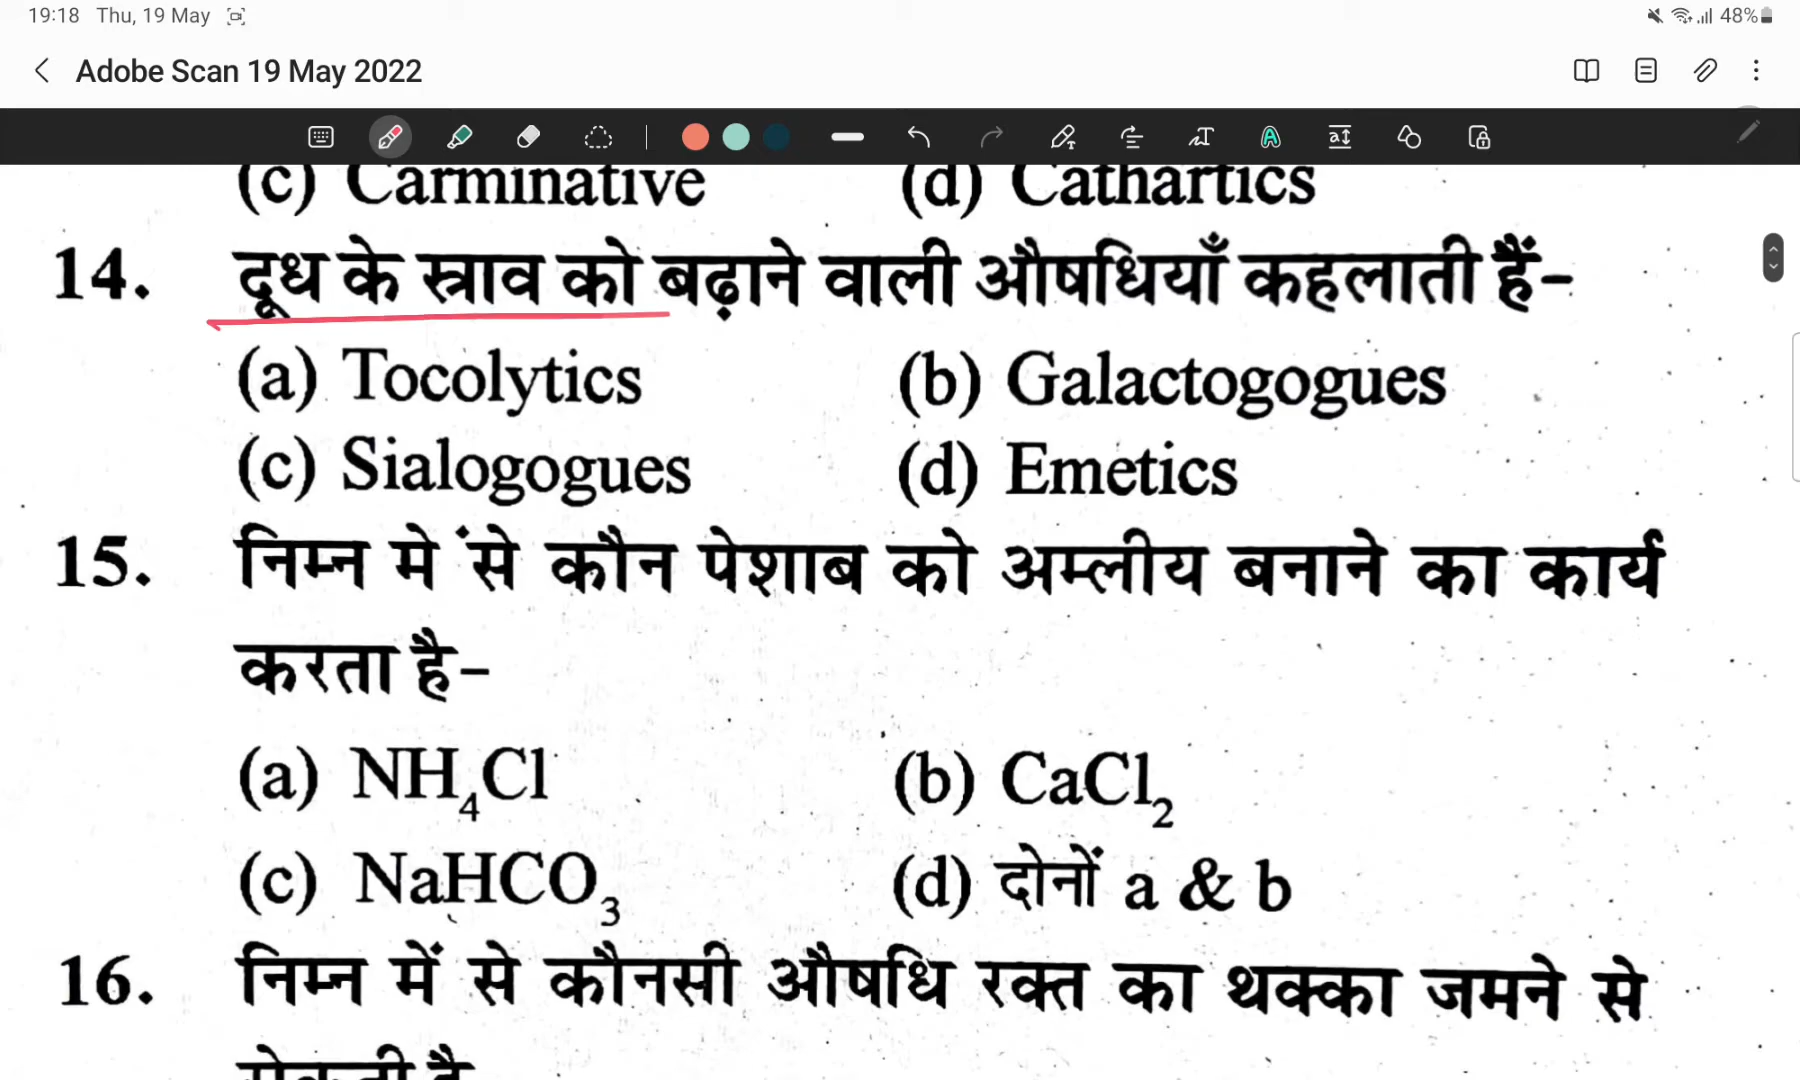 19:18 Thu, 19 May 48%
Adobe Scan 19 May 2022
(c) Carminative (d) Cathartics
14. दूध के स्त्राव को बढ़ाने वाली औषधियाँ कहलाती हैं-
(a) Tocolytics (b) Galactogogues
(c) Sialogogues (d) Emetics
15. निम्न में से कौन पेशाब को अम्लीय बनाने का कार्य
करता है-
(a) NH₄Cl (b) CaCl₂
(c) NaHCO₃ (d) दोनों a & b
16. निम्न में से कौनसी औषधि रक्त का थक्का जमने से